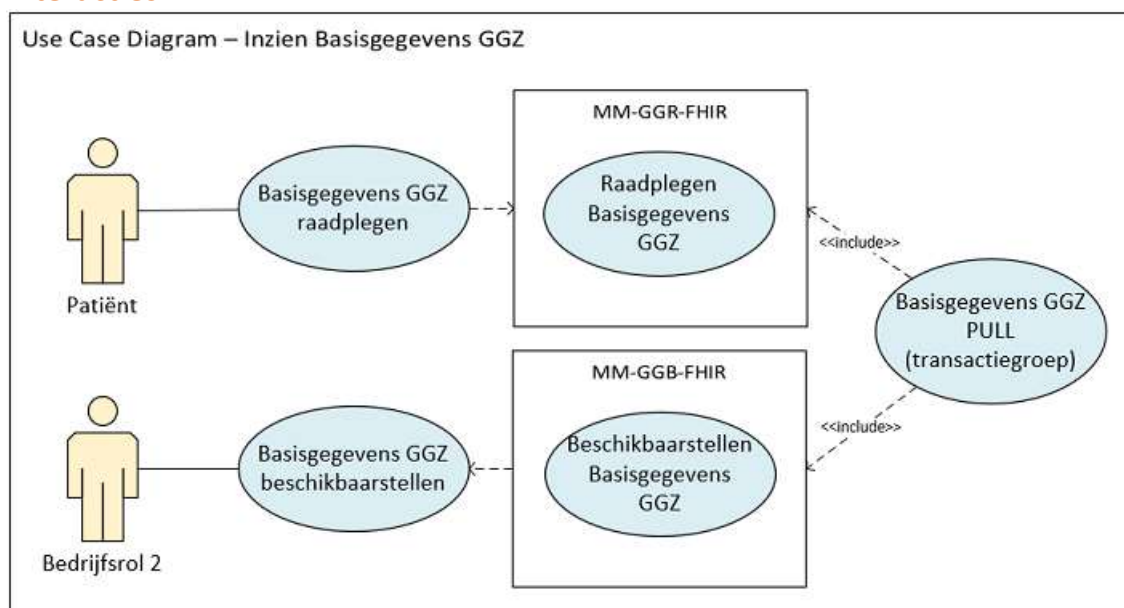 Use Case Diagram – Inzien Basisgegevens GGZ
MM-GGR-FHIR
Basisgegevens GGZ
raadplegen
Raadplegen
Basisgegevens
GGZ
<<include>>
Patiënt
Basisgegevens GGZ
PULL
(transactiegroep)
MM-GGB-FHIR
Basisgegevens GGZ
beschikbaarstellen
Beschikbaarstellen
Basisgegevens
GGZ
<<include>>
Bedrijfsrol 2